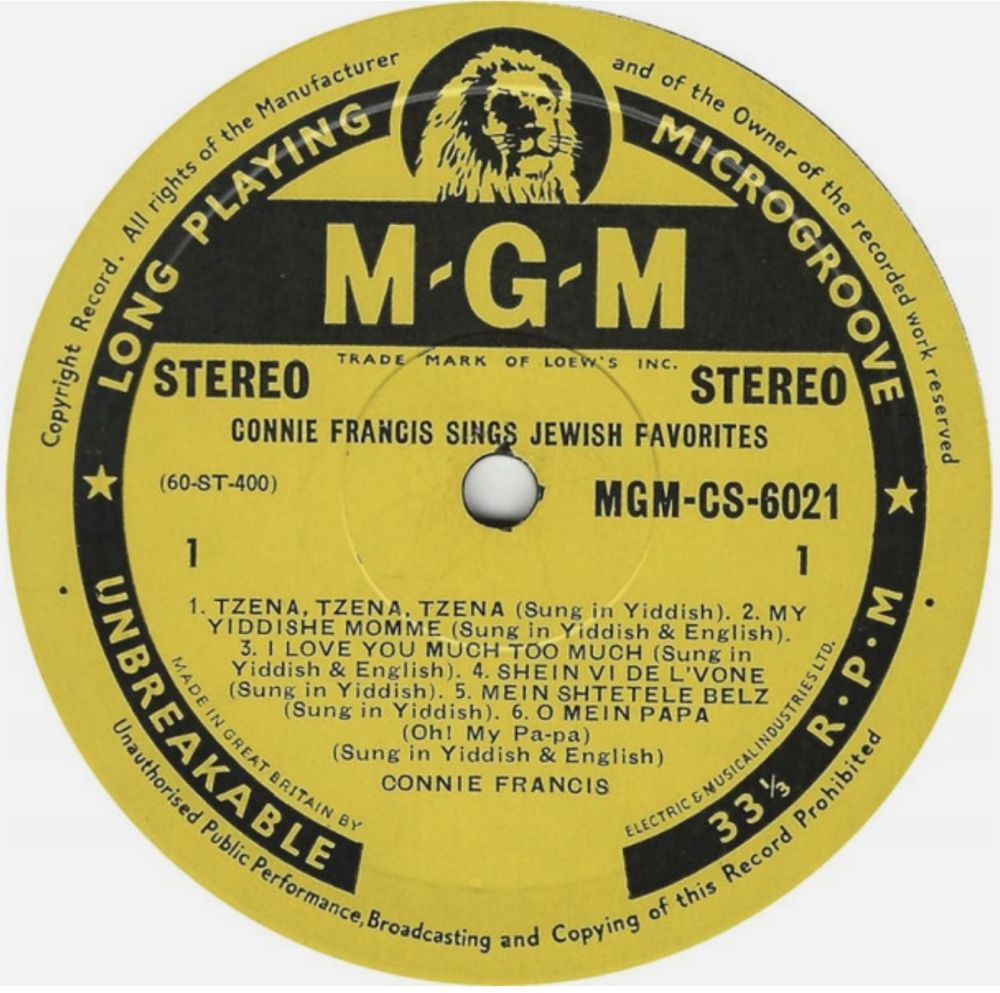 Copyright Record. All rights of the Manufacturer and of the Owner of the recorded work reserved
LONG PLAYING MICROGROOVE
M-G-M
TRADE MARK OF LOEW'S INC.
STEREO STEREO
CONNIE FRANCIS SINGS JEWISH FAVORITES
(60-ST-400) MGM-CS-6021
1 1
1. TZENA, TZENA, TZENA (Sung in Yiddish). 2. MY
YIDDISHE MOMME (Sung in Yiddish & English).
3. I LOVE YOU MUCH TOO MUCH (Sung in
Yiddish & English). 4. SHEIN VI DE L'VONE
(Sung in Yiddish). 5. MEIN SHTETELE BELZ
(Sung in Yiddish). 6. O MEIN PAPA
(Oh! My Pa-pa)
(Sung in Yiddish & English)
CONNIE FRANCIS
MADE IN GREAT BRITAIN BY ELECTRIC & MUSICAL INDUSTRIES LTD.
UNBREAKABLE 33⅓ R·P·M
Unauthorised Public Performance, Broadcasting and Copying of this Record Prohibited